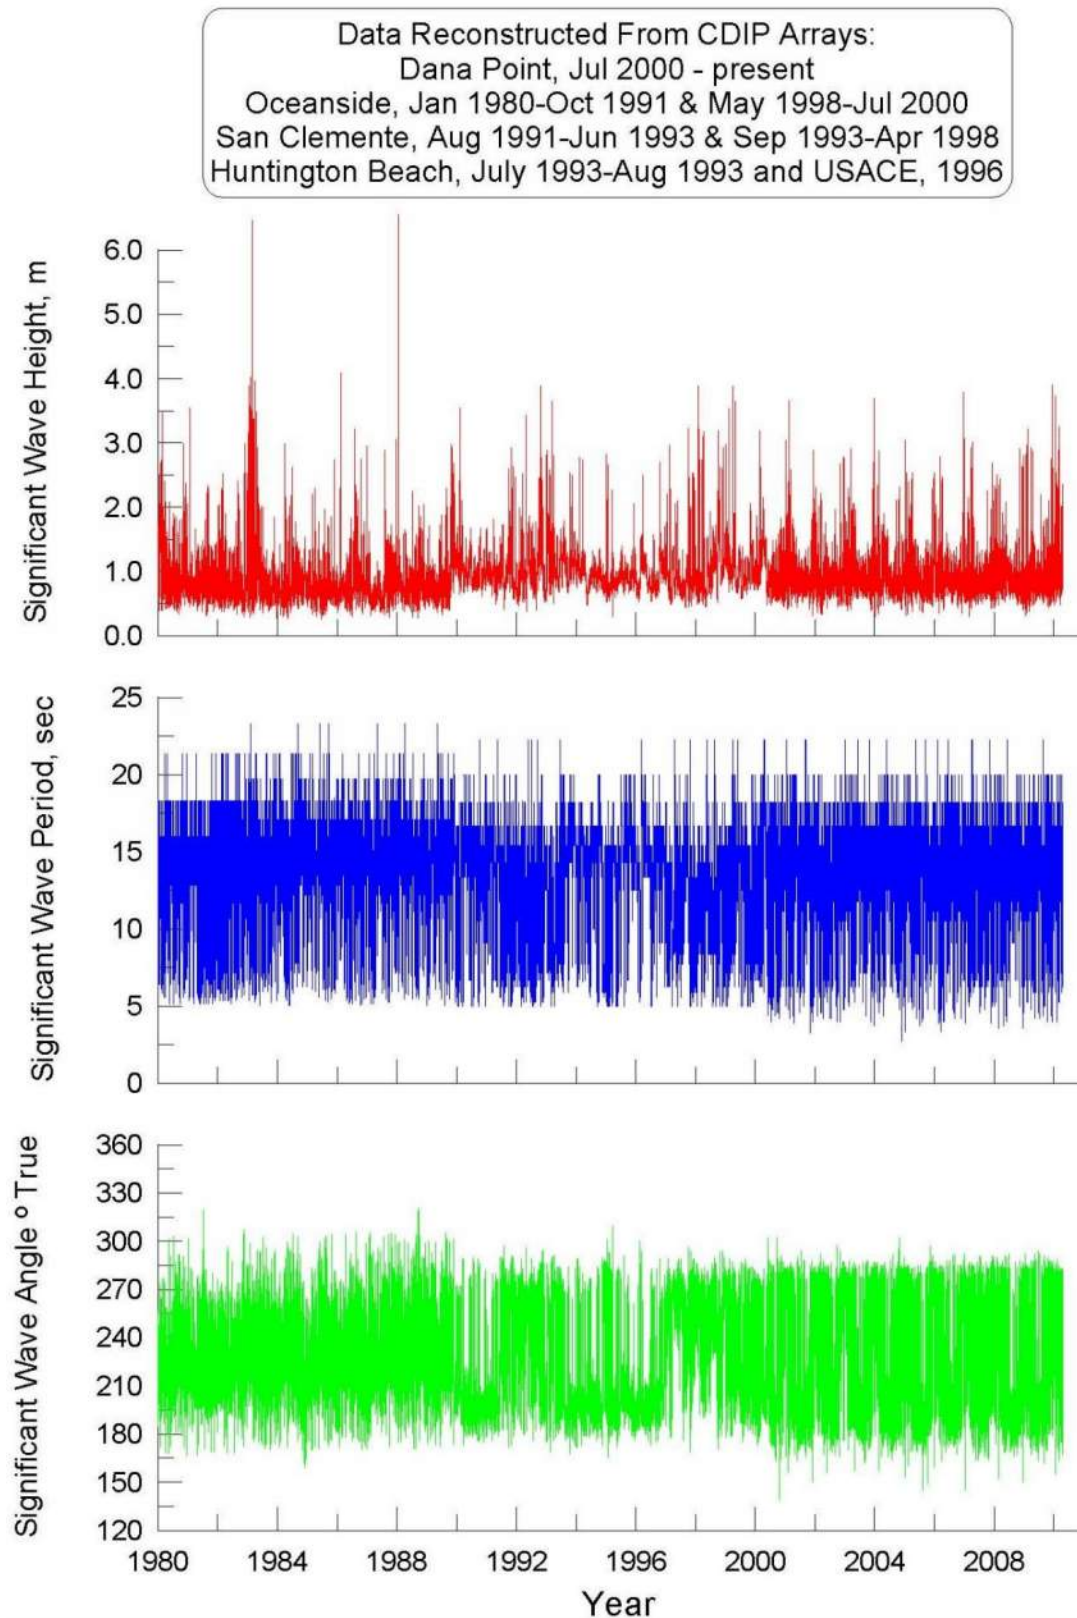 Data Reconstructed From CDIP Arrays:
Dana Point, Jul 2000 - present
Oceanside, Jan 1980-Oct 1991 & May 1998-Jul 2000
San Clemente, Aug 1991-Jun 1993 & Sep 1993-Apr 1998
Huntington Beach, July 1993-Aug 1993 and USACE, 1996
Significant Wave Height, m
6.0
5.0
4.0
3.0
2.0
1.0
0.0
Significant Wave Period, sec
25
20
15
10
5
0
Significant Wave Angle º True
360
330
300
270
240
210
180
150
120
1980 1984 1988 1992 1996 2000 2004 2008
Year